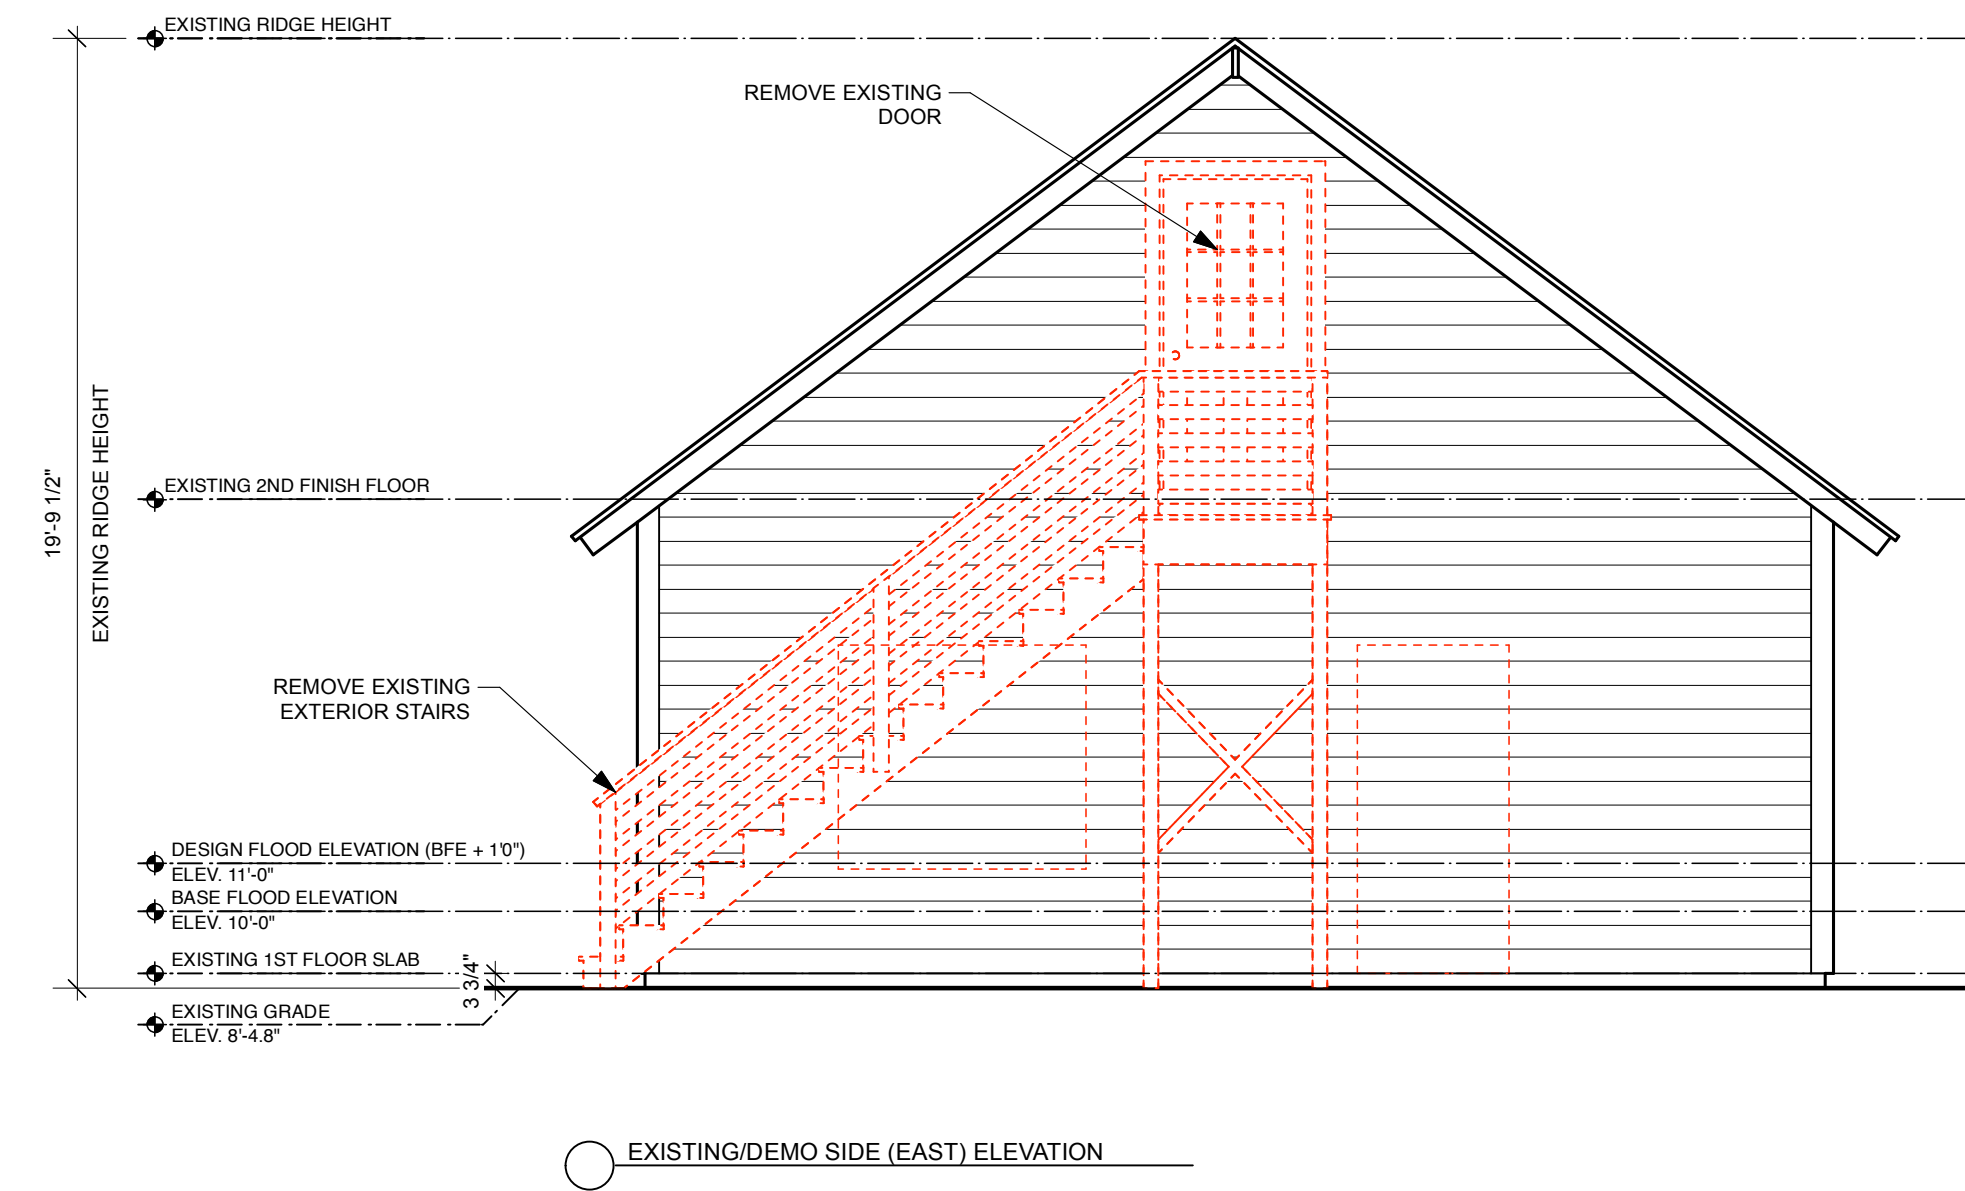 EXISTING RIDGE HEIGHT
REMOVE EXISTING
DOOR
19'-9 1/2"
EXISTING RIDGE HEIGHT
EXISTING 2ND FINISH FLOOR
REMOVE EXISTING
EXTERIOR STAIRS
DESIGN FLOOD ELEVATION (BFE + 1'0")
ELEV. 11'-0"
BASE FLOOD ELEVATION
ELEV. 10'-0"
EXISTING 1ST FLOOR SLAB
3 3/4"
EXISTING GRADE
ELEV. 8'-4.8"
EXISTING/DEMO SIDE (EAST) ELEVATION